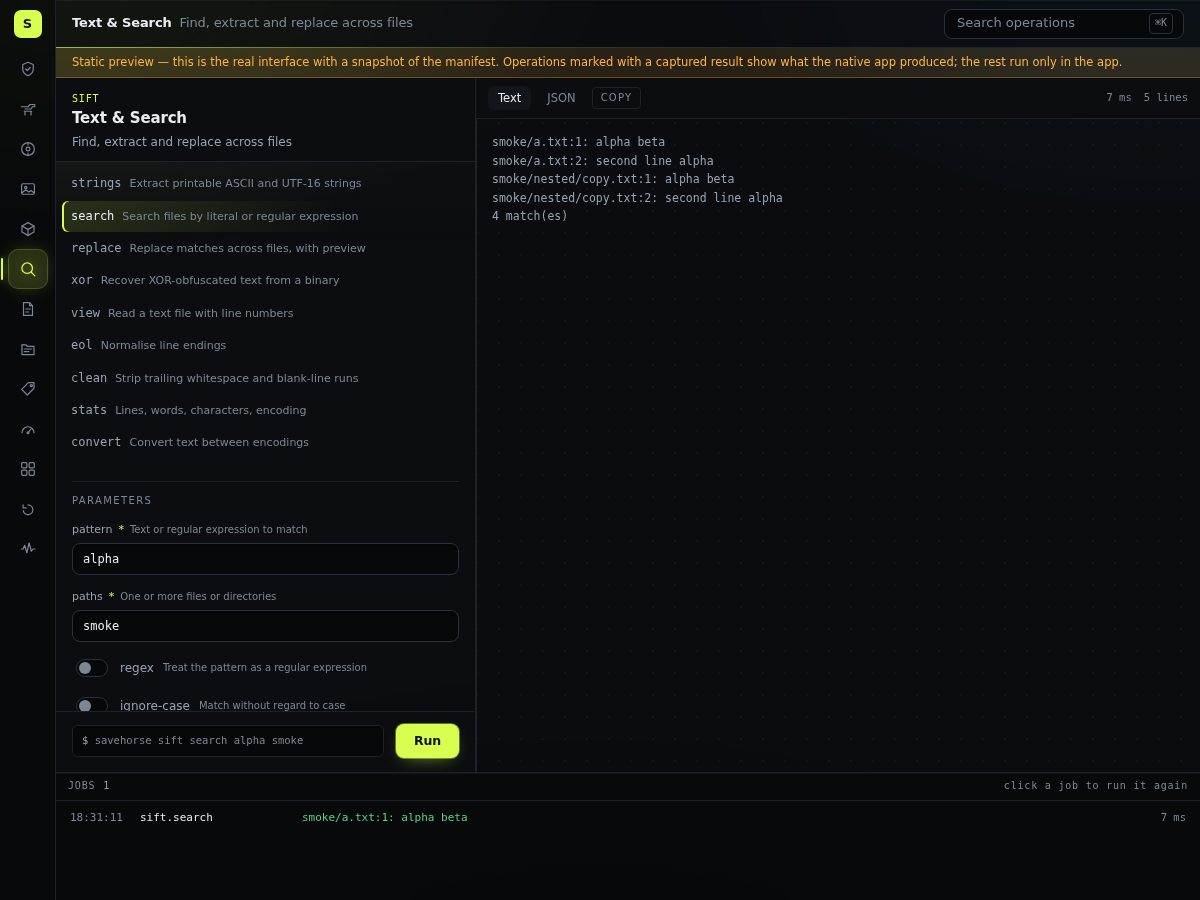 S
Text & Search Find, extract and replace across files
Search operations ⌘K
Static preview — this is the real interface with a snapshot of the manifest. Operations marked with a captured result show what the native app produced; the rest run only in the app.
SIFT
Text & Search
Find, extract and replace across files
strings Extract printable ASCII and UTF-16 strings
search Search files by literal or regular expression
replace Replace matches across files, with preview
xor Recover XOR-obfuscated text from a binary
view Read a text file with line numbers
eol Normalise line endings
clean Strip trailing whitespace and blank-line runs
stats Lines, words, characters, encoding
convert Convert text between encodings
PARAMETERS
pattern * Text or regular expression to match
alpha
paths * One or more files or directories
smoke
regex Treat the pattern as a regular expression
ignore-case Match without regard to case
$ savehorse sift search alpha smoke
Run
Text JSON COPY 7 ms 5 lines
smoke/a.txt:1: alpha beta
smoke/a.txt:2: second line alpha
smoke/nested/copy.txt:1: alpha beta
smoke/nested/copy.txt:2: second line alpha
4 match(es)
JOBS 1 click a job to run it again
18:31:11 sift.search smoke/a.txt:1: alpha beta 7 ms